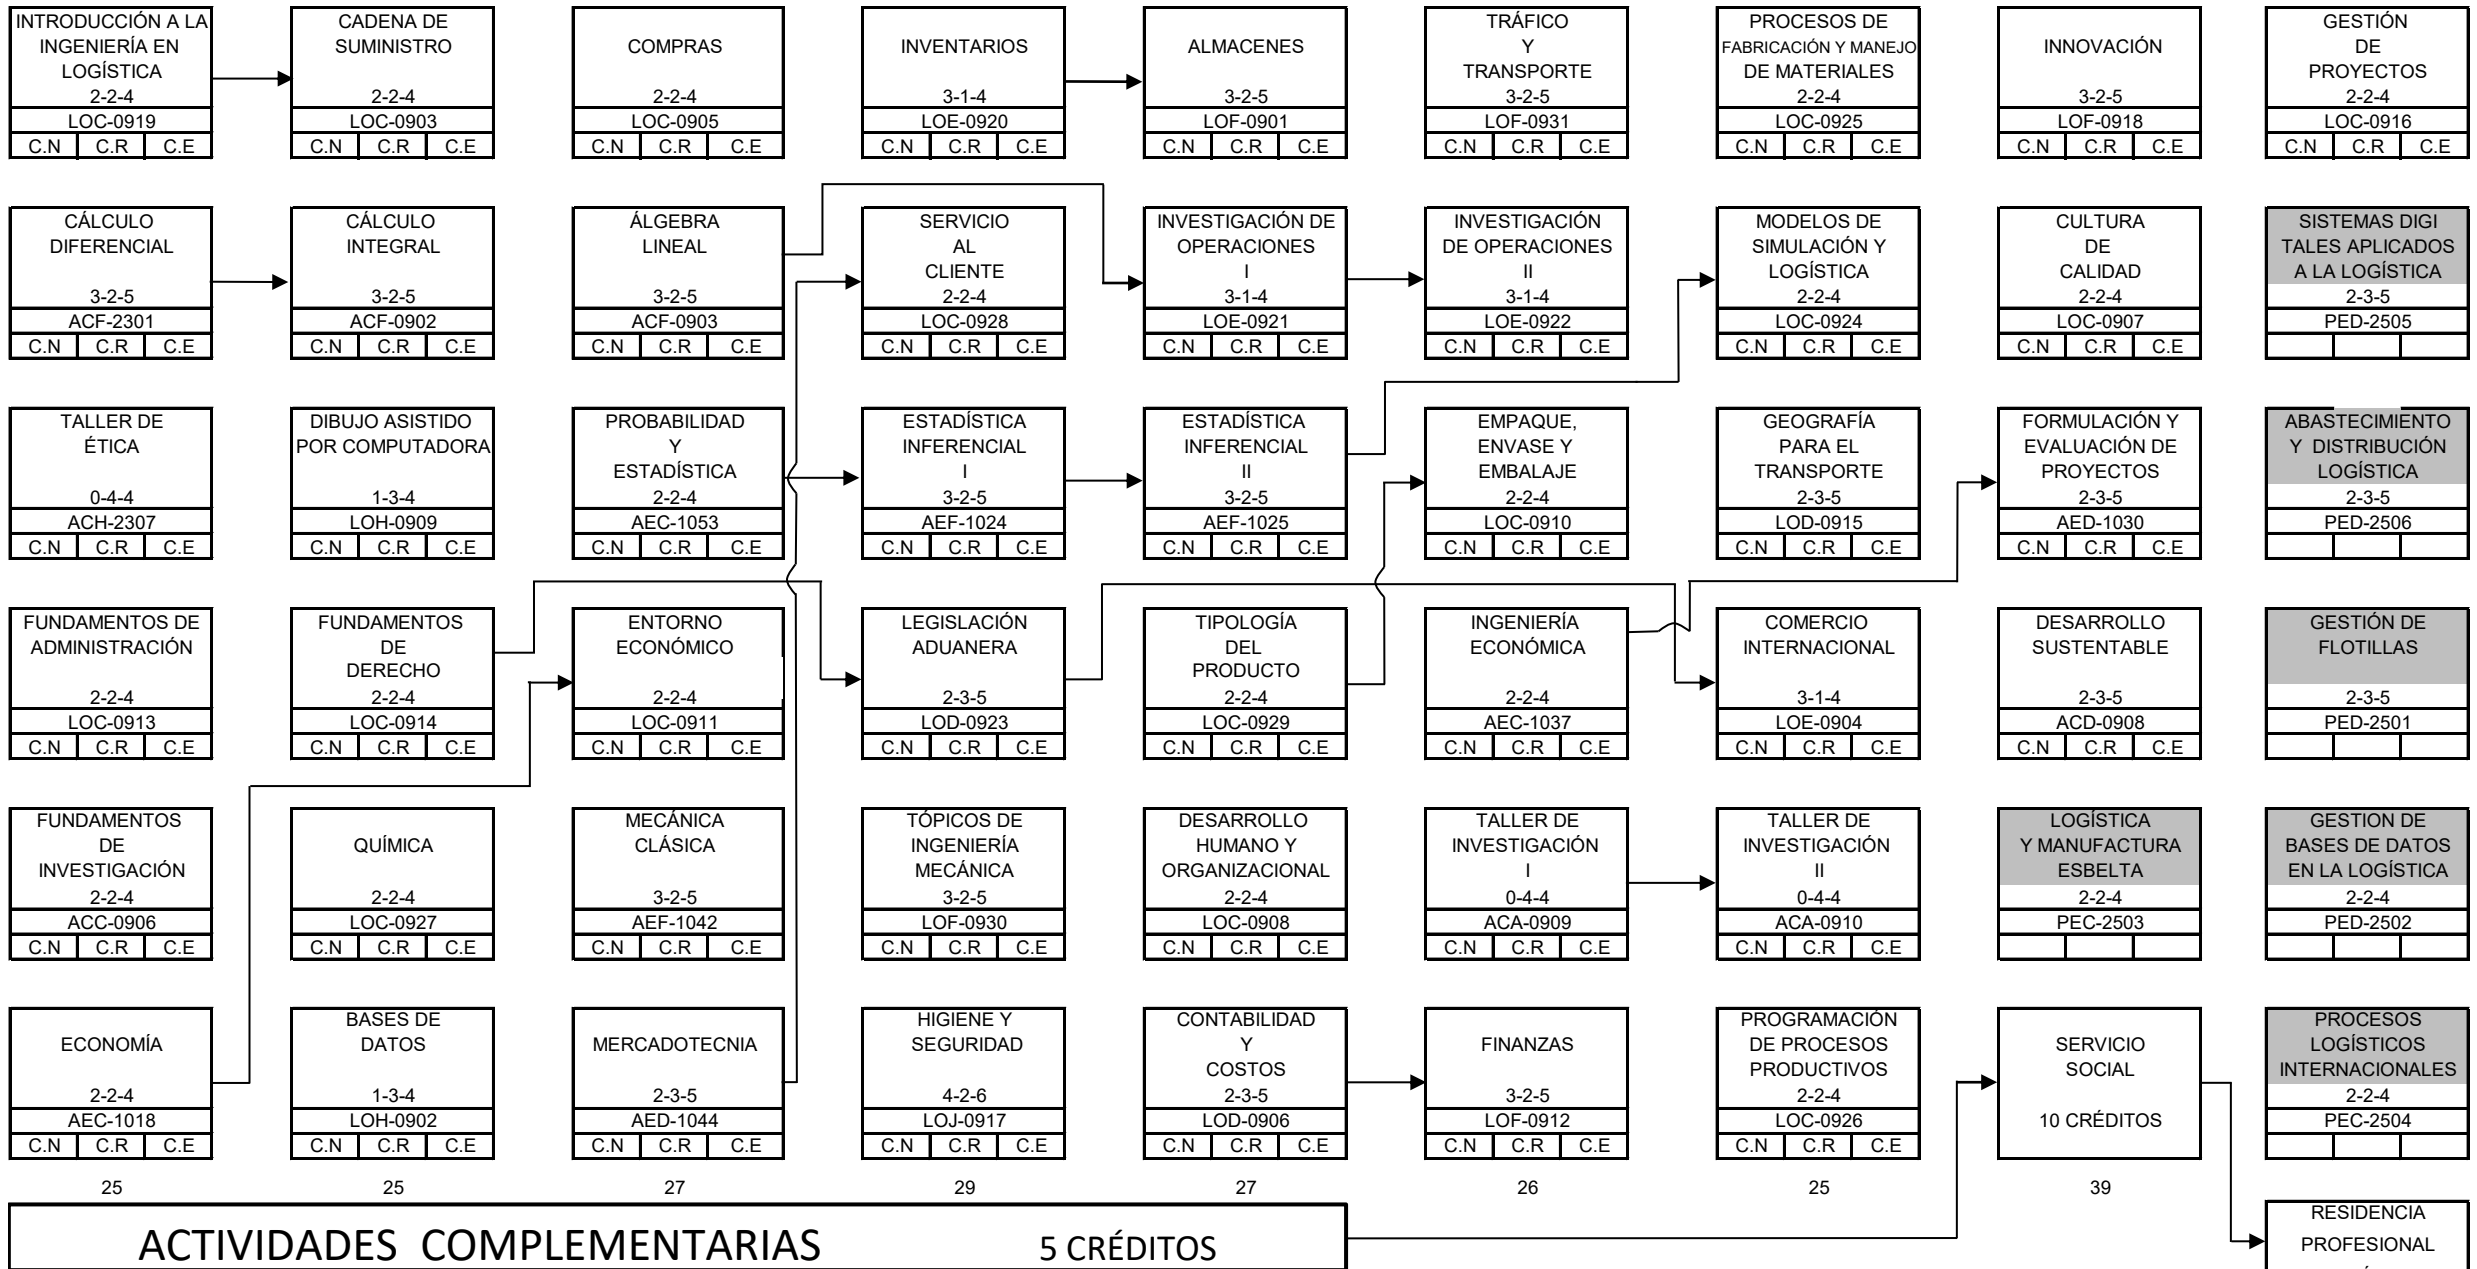 INTRODUCCIÓN A LA
INGENIERÍA EN
LOGÍSTICA
2-2-4
LOC-0919
C.N C.R C.E
CADENA DE
SUMINISTRO
2-2-4
LOC-0903
C.N C.R C.E
COMPRAS
2-2-4
LOC-0905
C.N C.R C.E
INVENTARIOS
3-1-4
LOE-0920
C.N C.R C.E
ALMACENES
3-2-5
LOF-0901
C.N C.R C.E
TRÁFICO
Y
TRANSPORTE
3-2-5
LOF-0931
C.N C.R C.E
PROCESOS DE
FABRICACIÓN Y MANEJO
DE MATERIALES
2-2-4
LOC-0925
C.N C.R C.E
INNOVACIÓN
3-2-5
LOF-0918
C.N C.R C.E
GESTIÓN
DE
PROYECTOS
2-2-4
LOC-0916
C.N C.R C.E
CÁLCULO
DIFERENCIAL
3-2-5
ACF-2301
C.N C.R C.E
CÁLCULO
INTEGRAL
3-2-5
ACF-0902
C.N C.R C.E
ÁLGEBRA
LINEAL
3-2-5
ACF-0903
C.N C.R C.E
SERVICIO
AL
CLIENTE
2-2-4
LOC-0928
C.N C.R C.E
INVESTIGACIÓN DE
OPERACIONES
I
3-1-4
LOE-0921
C.N C.R C.E
INVESTIGACIÓN
DE OPERACIONES
II
3-1-4
LOE-0922
C.N C.R C.E
MODELOS DE
SIMULACIÓN Y
LOGÍSTICA
2-2-4
LOC-0924
C.N C.R C.E
CULTURA
DE
CALIDAD
2-2-4
LOC-0907
C.N C.R C.E
SISTEMAS DIGI
TALES APLICADOS
A LA LOGÍSTICA
2-3-5
PED-2505
TALLER DE
ÉTICA
0-4-4
ACH-2307
C.N C.R C.E
DIBUJO ASISTIDO
POR COMPUTADORA
1-3-4
LOH-0909
C.N C.R C.E
PROBABILIDAD
Y
ESTADÍSTICA
2-2-4
AEC-1053
C.N C.R C.E
ESTADÍSTICA
INFERENCIAL
I
3-2-5
AEF-1024
C.N C.R C.E
ESTADÍSTICA
INFERENCIAL
II
3-2-5
AEF-1025
C.N C.R C.E
EMPAQUE,
ENVASE Y
EMBALAJE
2-2-4
LOC-0910
C.N C.R C.E
GEOGRAFÍA
PARA EL
TRANSPORTE
2-3-5
LOD-0915
C.N C.R C.E
FORMULACIÓN Y
EVALUACIÓN DE
PROYECTOS
2-3-5
AED-1030
C.N C.R C.E
ABASTECIMIENTO
Y DISTRIBUCIÓN
LOGÍSTICA
2-3-5
PED-2506
FUNDAMENTOS DE
ADMINISTRACIÓN
2-2-4
LOC-0913
C.N C.R C.E
FUNDAMENTOS
DE
DERECHO
2-2-4
LOC-0914
C.N C.R C.E
ENTORNO
ECONÓMICO
2-2-4
LOC-0911
C.N C.R C.E
LEGISLACIÓN
ADUANERA
2-3-5
LOD-0923
C.N C.R C.E
TIPOLOGÍA
DEL
PRODUCTO
2-2-4
LOC-0929
C.N C.R C.E
INGENIERÍA
ECONÓMICA
2-2-4
AEC-1037
C.N C.R C.E
COMERCIO
INTERNACIONAL
3-1-4
LOE-0904
C.N C.R C.E
DESARROLLO
SUSTENTABLE
2-3-5
ACD-0908
C.N C.R C.E
GESTIÓN DE
FLOTILLAS
2-3-5
PED-2501
FUNDAMENTOS
DE
INVESTIGACIÓN
2-2-4
ACC-0906
C.N C.R C.E
QUÍMICA
2-2-4
LOC-0927
C.N C.R C.E
MECÁNICA
CLÁSICA
3-2-5
AEF-1042
C.N C.R C.E
TÓPICOS DE
INGENIERÍA
MECÁNICA
3-2-5
LOF-0930
C.N C.R C.E
DESARROLLO
HUMANO Y
ORGANIZACIONAL
2-2-4
LOC-0908
C.N C.R C.E
TALLER DE
INVESTIGACIÓN
I
0-4-4
ACA-0909
C.N C.R C.E
TALLER DE
INVESTIGACIÓN
II
0-4-4
ACA-0910
C.N C.R C.E
LOGÍSTICA
Y MANUFACTURA
ESBELTA
2-2-4
PEC-2503
GESTION DE
BASES DE DATOS
EN LA LOGÍSTICA
2-2-4
PED-2502
ECONOMÍA
2-2-4
AEC-1018
C.N C.R C.E
BASES DE
DATOS
1-3-4
LOH-0902
C.N C.R C.E
MERCADOTECNIA
2-3-5
AED-1044
C.N C.R C.E
HIGIENE Y
SEGURIDAD
4-2-6
LOJ-0917
C.N C.R C.E
CONTABILIDAD
Y
COSTOS
2-3-5
LOD-0906
C.N C.R C.E
FINANZAS
3-2-5
LOF-0912
C.N C.R C.E
PROGRAMACIÓN
DE PROCESOS
PRODUCTIVOS
2-2-4
LOC-0926
C.N C.R C.E
SERVICIO
SOCIAL
10 CRÉDITOS
PROCESOS
LOGÍSTICOS
INTERNACIONALES
2-2-4
PEC-2504
25 25 27 29 27 26 25 39
ACTIVIDADES COMPLEMENTARIAS 5 CRÉDITOS
RESIDENCIA
PROFESIONAL